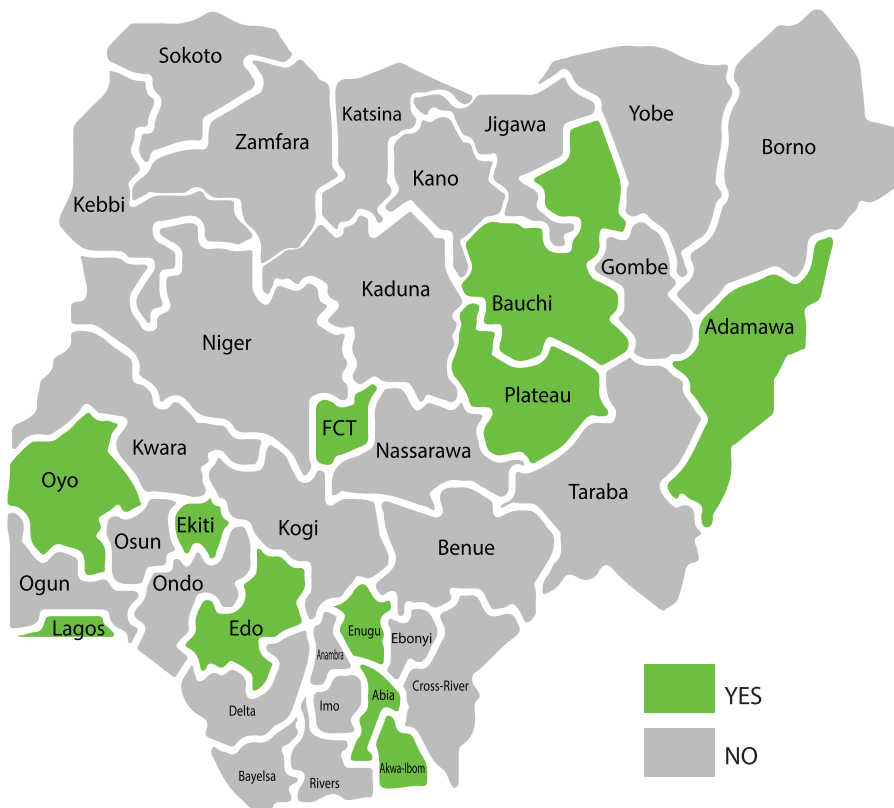 Sokoto
Katsina
Jigawa
Yobe
Zamfara
Borno
Kano
Kebbi
Gombe
Kaduna
Bauchi
Adamawa
Niger
Plateau
FCT
Kwara
Nassarawa
Oyo
Taraba
Ekiti
Kogi
Osun
Benue
Ogun
Ondo
Lagos
Edo
Enugu
Ebonyi
Anambra
Cross-River
Abia
YES
Imo
Delta
NO
Akwa-Ibom
Bayelsa
Rivers